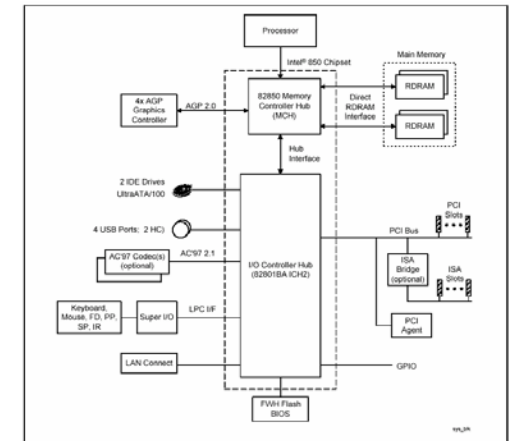 Processor
Intel® 850 Chipset
Main Memory
4x AGP
Graphics
Controller
AGP 2.0
82850 Memory
Controller Hub
(MCH)
Direct
RDRAM
Interface
RDRAM
RDRAM
Hub
Interface
2 IDE Drives
UltraATA/100
4 USB Ports: 2 HC)
AC'97 Codec(s)
(optional)
AC'97 2.1
I/O Controller Hub
(82801BA ICH2)
PCI Bus
PCI
Slots
ISA
Bridge
(optional)
ISA
Slots
Keyboard,
Mouse, FD, PP,
SP, IR
Super I/O
LPC I/F
PCI
Agent
LAN Connect
GPIO
FWH Flash
BIOS